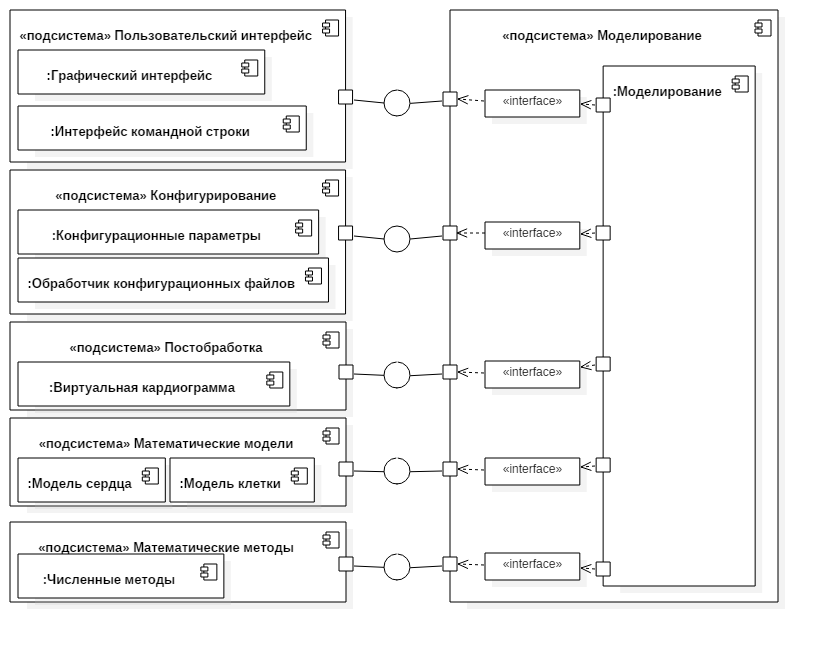 «подсистема» Пользовательский интерфейс
:Графический интерфейс
:Интерфейс командной строки
«подсистема» Конфигурирование
:Конфигурационные параметры
:Обработчик конфигурационных файлов
«подсистема» Постобработка
:Виртуальная кардиограмма
«подсистема» Математические модели
:Модель сердца
:Модель клетки
«подсистема» Математические методы
:Численные методы
«подсистема» Моделирование
:Моделирование
«interface»
«interface»
«interface»
«interface»
«interface»